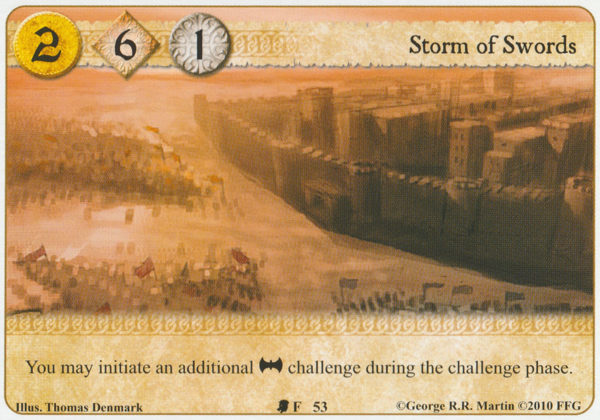 2 6 1 Storm of Swords
You may initiate an additional challenge during the challenge phase.
Illus. Thomas Denmark F 53 ©George R.R. Martin ©2010 FFG